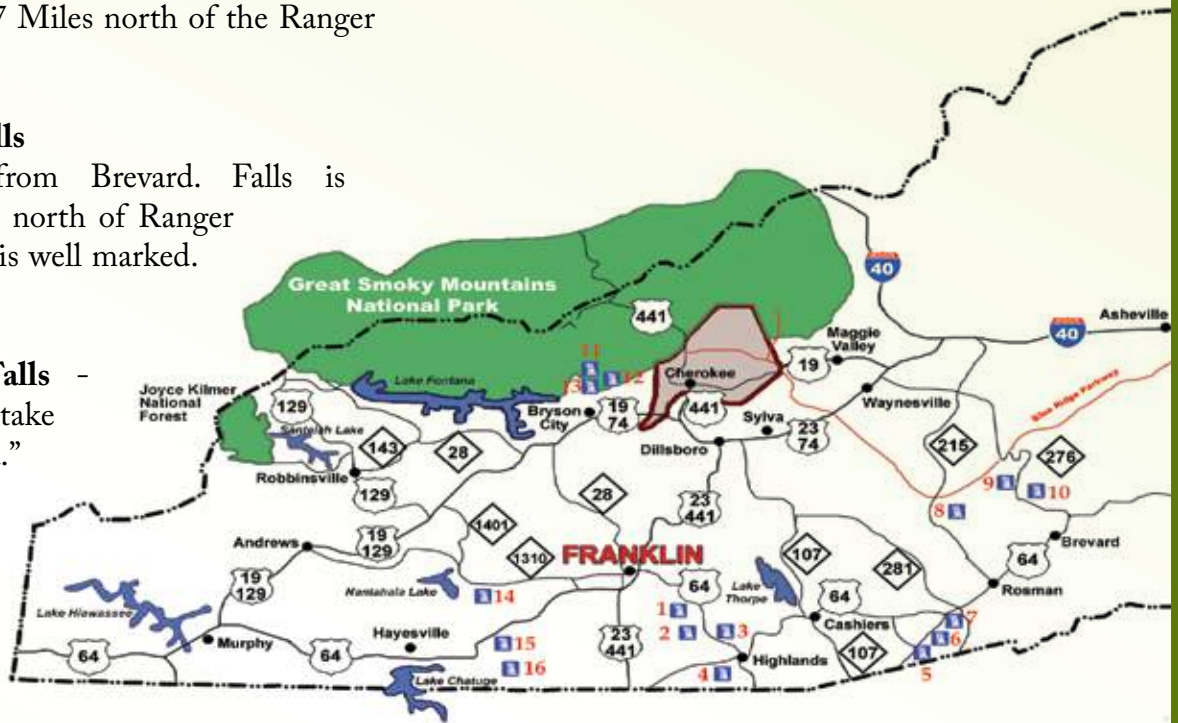 7 Miles north of the Ranger
lls
from Brevard. Falls is
north of Ranger
is well marked.
Falls -
take
.”
Great Smoky Mountains
National Park
441
40
Asheville
40
Maggie
Valley
11
Cherokee
19
Joyce Kilmer
National
Forest
129
Lake Fontana
13
12
Bryson
City
19
74
441
Sylva
Waynesville
Blue Ridge Parkway
Santeetlah Lake
143
28
Dillsboro
23
74
215
276
Robbinsville
129
28
23
441
9
10
8
1401
Andrews
19
129
1310
FRANKLIN
107
281
64
Brevard
19
129
Nantahala Lake
14
64
Lake
Thorpe
64
Rosman
Lake Hiawassee
1
2
3
Cashiers
7
6
Murphy
Hayesville
15
23
441
64
64
16
4
Highlands
107
5
Lake Chatuge